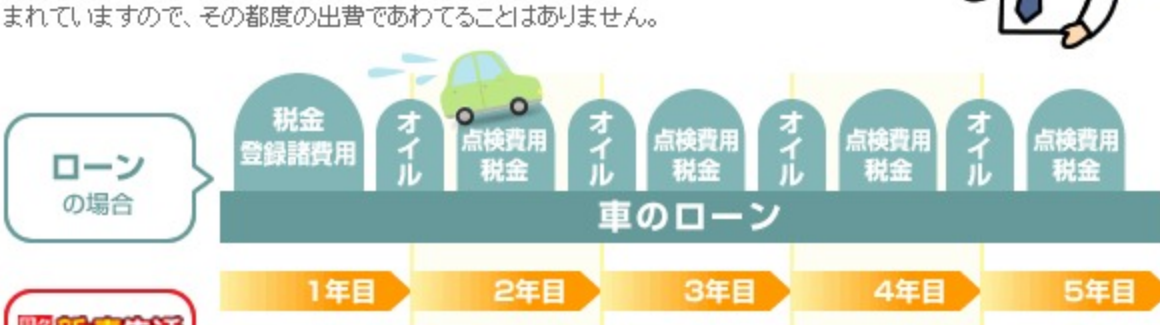 まれていますので、その都度の出費であわてることはありません。
税金
登録諸費用
オイル
点検費用
税金
オイル
点検費用
税金
オイル
点検費用
税金
オイル
点検費用
税金
ローン
の場合
車のローン
1年目
2年目
3年目
4年目
5年目